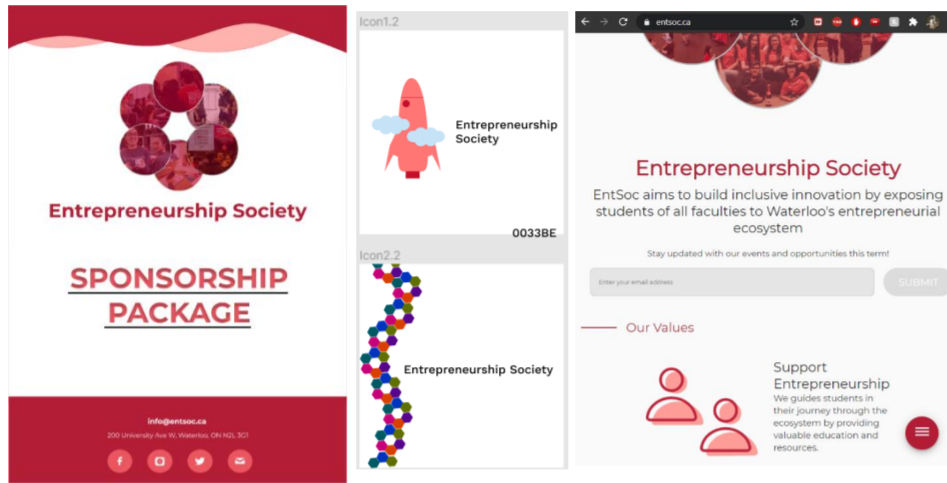 Entrepreneurship Society
SPONSORSHIP
PACKAGE
info@entsoc.ca
200 University Ave W, Waterloo, ON N2L 3G1
Icon1.2
Entrepreneurship
Society
0033BE
Icon2.2
Entrepreneurship Society
entsoc.ca
Entrepreneurship Society
EntSoc aims to build inclusive innovation by exposing
students of all faculties to Waterloo's entrepreneurial
ecosystem
Stay updated with our events and opportunities this term!
Enter your email address
SUBMIT
Our Values
Support
Entrepreneurship
We guides students in
their journey through the
ecosystem by providing
valuable education and
resources.